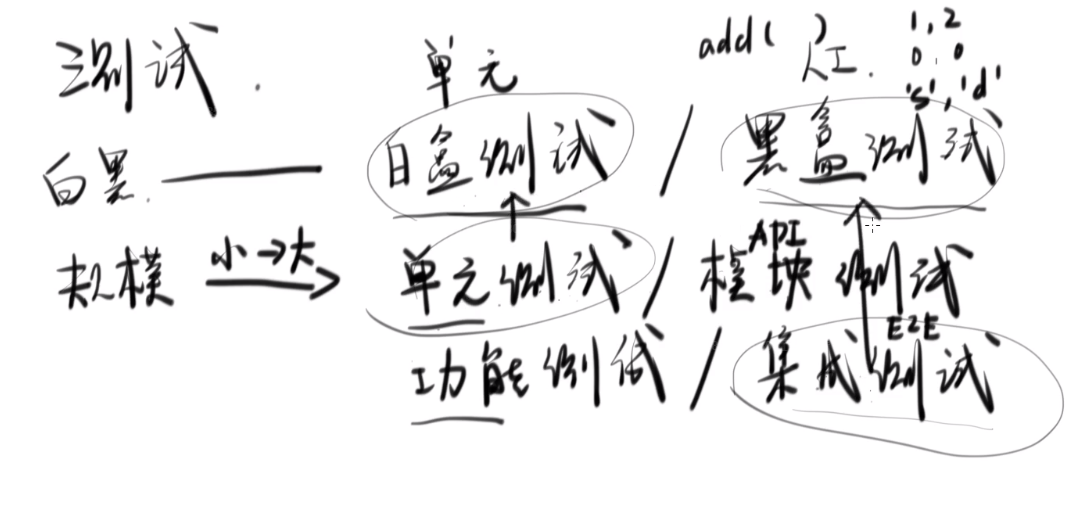 测试.
单元
add( ) 1, 2
人工. 0, 0
's', 'd'
白黑. 白盒测试 / 黑盒测试
规模 小→大 单元测试 / 模块测试
API
功能测试 / 集成测试
E2E